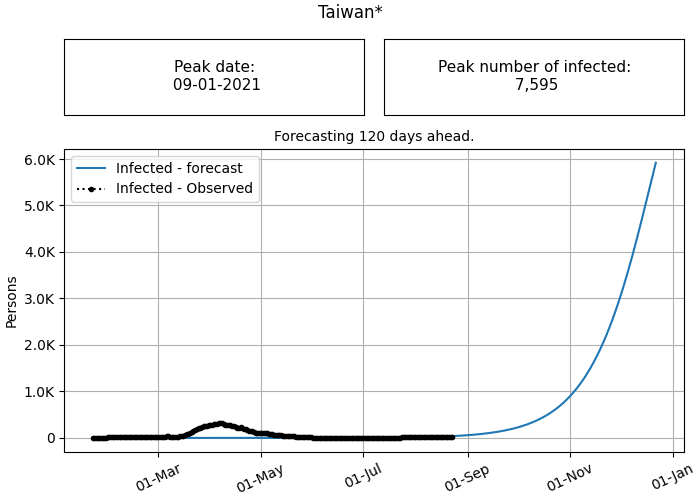 Taiwan*
Peak date:
09-01-2021
Peak number of infected:
7,595
Forecasting 120 days ahead.
Infected - forecast
Infected - Observed
6.0K
5.0K
4.0K
3.0K
2.0K
1.0K
0
Persons
01-Mar
01-May
01-Jul
01-Sep
01-Nov
01-Jan